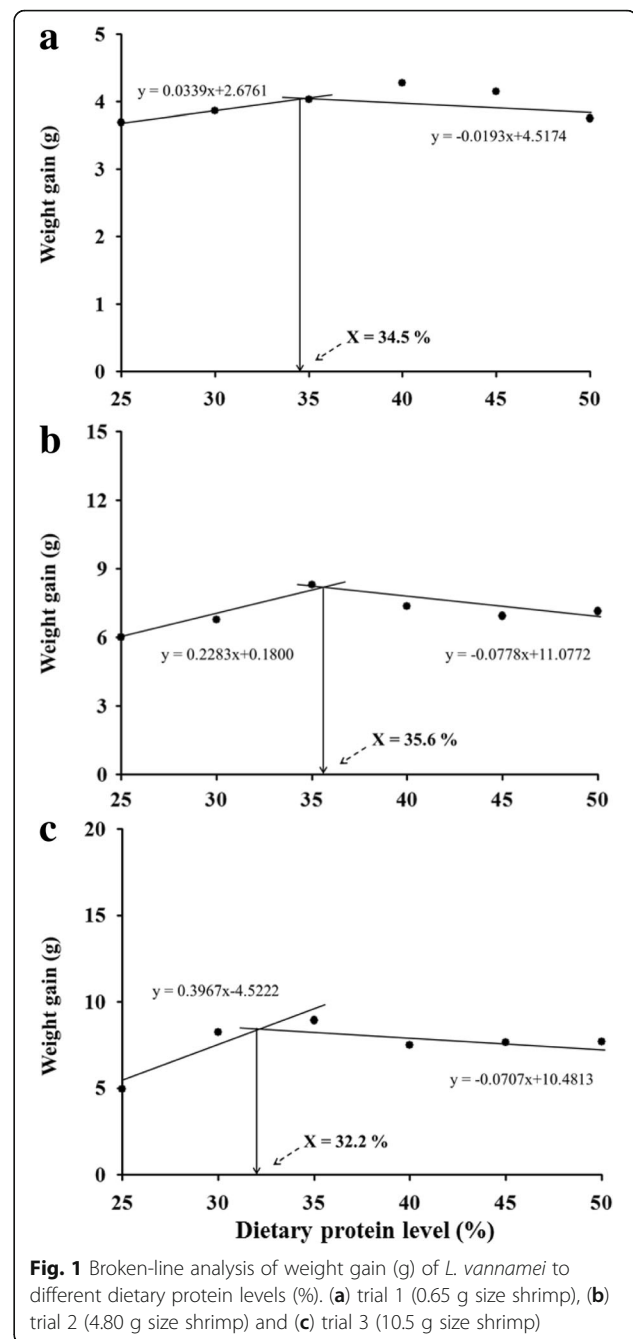 a
5
4
3
2
1
0
Weight gain (g)
y = 0.0339x+2.6761
y = -0.0193x+4.5174
X = 34.5 %
25 30 35 40 45 50
b
15
12
9
6
3
0
Weight gain (g)
y = 0.2283x+0.1800
y = -0.0778x+11.0772
X = 35.6 %
25 30 35 40 45 50
c
20
15
10
5
0
Weight gain (g)
y = 0.3967x-4.5222
y = -0.0707x+10.4813
X = 32.2 %
25 30 35 40 45 50
Dietary protein level (%)
Fig. 1 Broken-line analysis of weight gain (g) of L. vannamei to
different dietary protein levels (%). (a) trial 1 (0.65 g size shrimp), (b)
trial 2 (4.80 g size shrimp) and (c) trial 3 (10.5 g size shrimp)